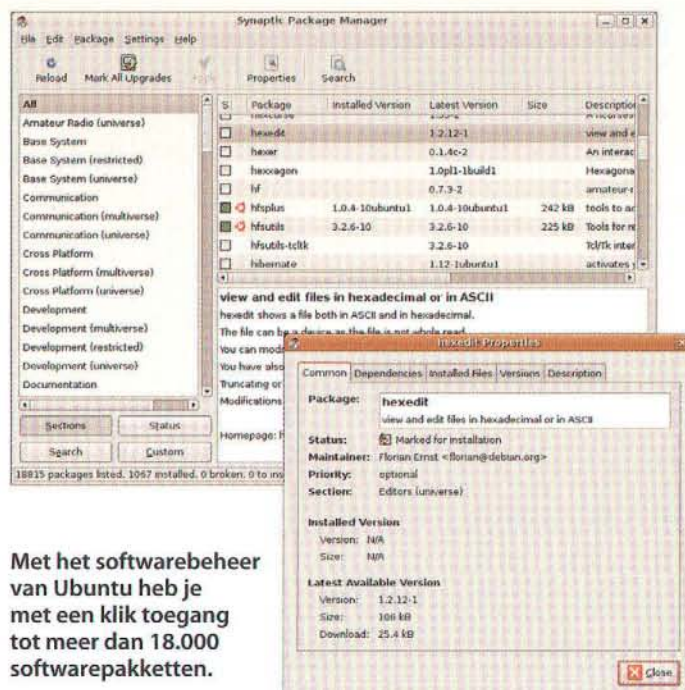 Synaptic Package Manager
File Edit Package Settings Help
Reload Mark All Upgrades Apply Properties Search
All
Amateur Radio (universe)
Base System
Base System (restricted)
Base System (universe)
Communication
Communication (multiverse)
Communication (universe)
Cross Platform
Cross Platform (multiverse)
Cross Platform (universe)
Development
Development (multiverse)
Development (restricted)
Development (universe)
Documentation
Sections Status
Search Custom
S Package Installed Version Latest Version Size Description
hexedit 1.2.12-1 view and e
hexer 0.1.4c-2 An interac
hexxagon 1.0pl1-1build1 Hexagona
hf 0.7.3-2 amateur-r
hfsplus 1.0.4-10ubuntu1 1.0.4-10ubuntu1 242 kB tools to ac
hfsutils 3.2.6-10 3.2.6-10 225 kB Tools for re
hfsutils-tcltk 3.2.6-10 Tcl/Tk inter
hibernate 1.12-1ubuntu1 activates y
view and edit files in hexadecimal or in ASCII
hexedit shows a file both in ASCII and in hexadecimal.
The file can be a device as the file is not whole read.
You can modi
You have also
Truncating or
Modifications
Homepage: h
18815 packages listed, 1067 installed, 0 broken. 0 to ins
hexedit Properties
Common Dependencies Installed Files Versions Description
Package: hexedit
view and edit files in hexadecimal or in ASCII
Status: Marked for installation
Maintainer: Florian Ernst <florian@debian.org>
Priority: optional
Section: Editors (universe)
Installed Version
Version: N/A
Size: N/A
Latest Available Version
Version: 1.2.12-1
Size: 106 kB
Download: 25.4 kB
Close
Met het softwarebeheer
van Ubuntu heb je
met een klik toegang
tot meer dan 18.000
softwarepakketten.